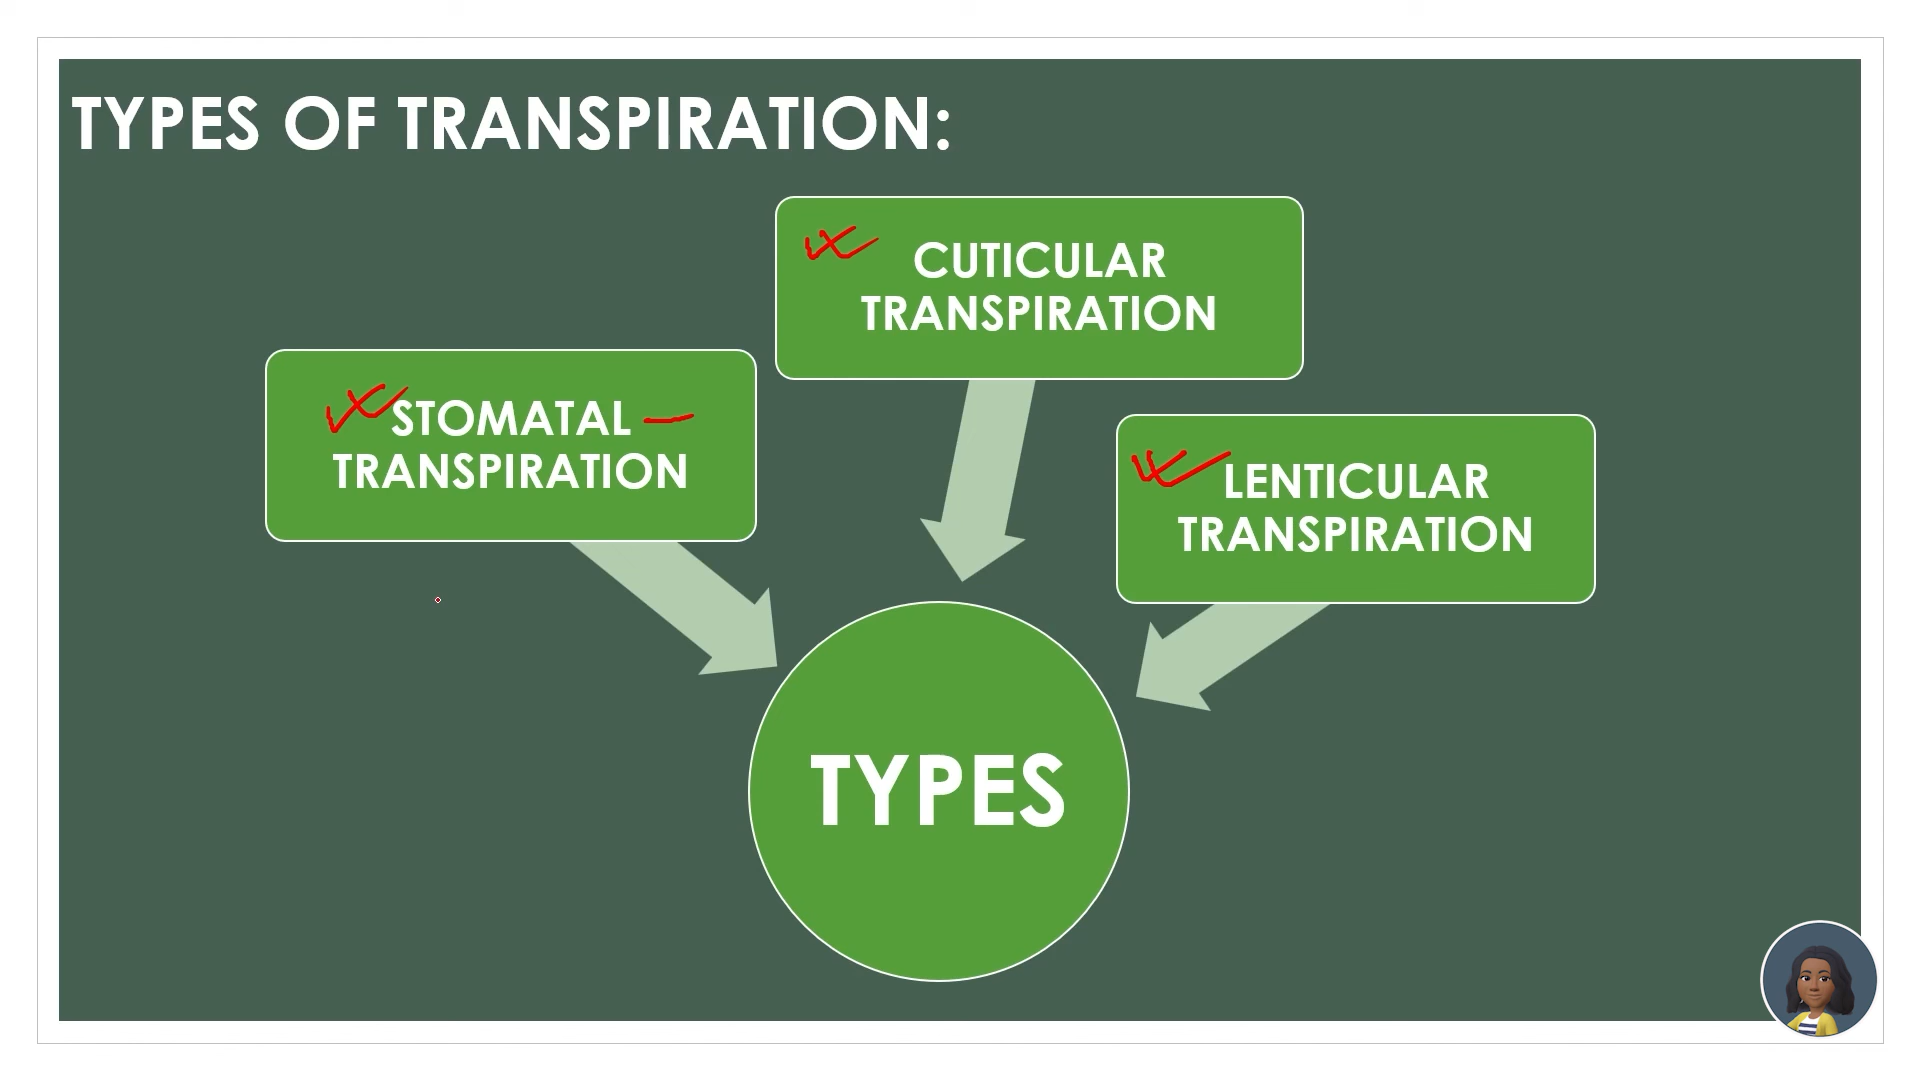 TYPES OF TRANSPIRATION:
CUTICULAR
TRANSPIRATION
STOMATAL
TRANSPIRATION
LENTICULAR
TRANSPIRATION
TYPES